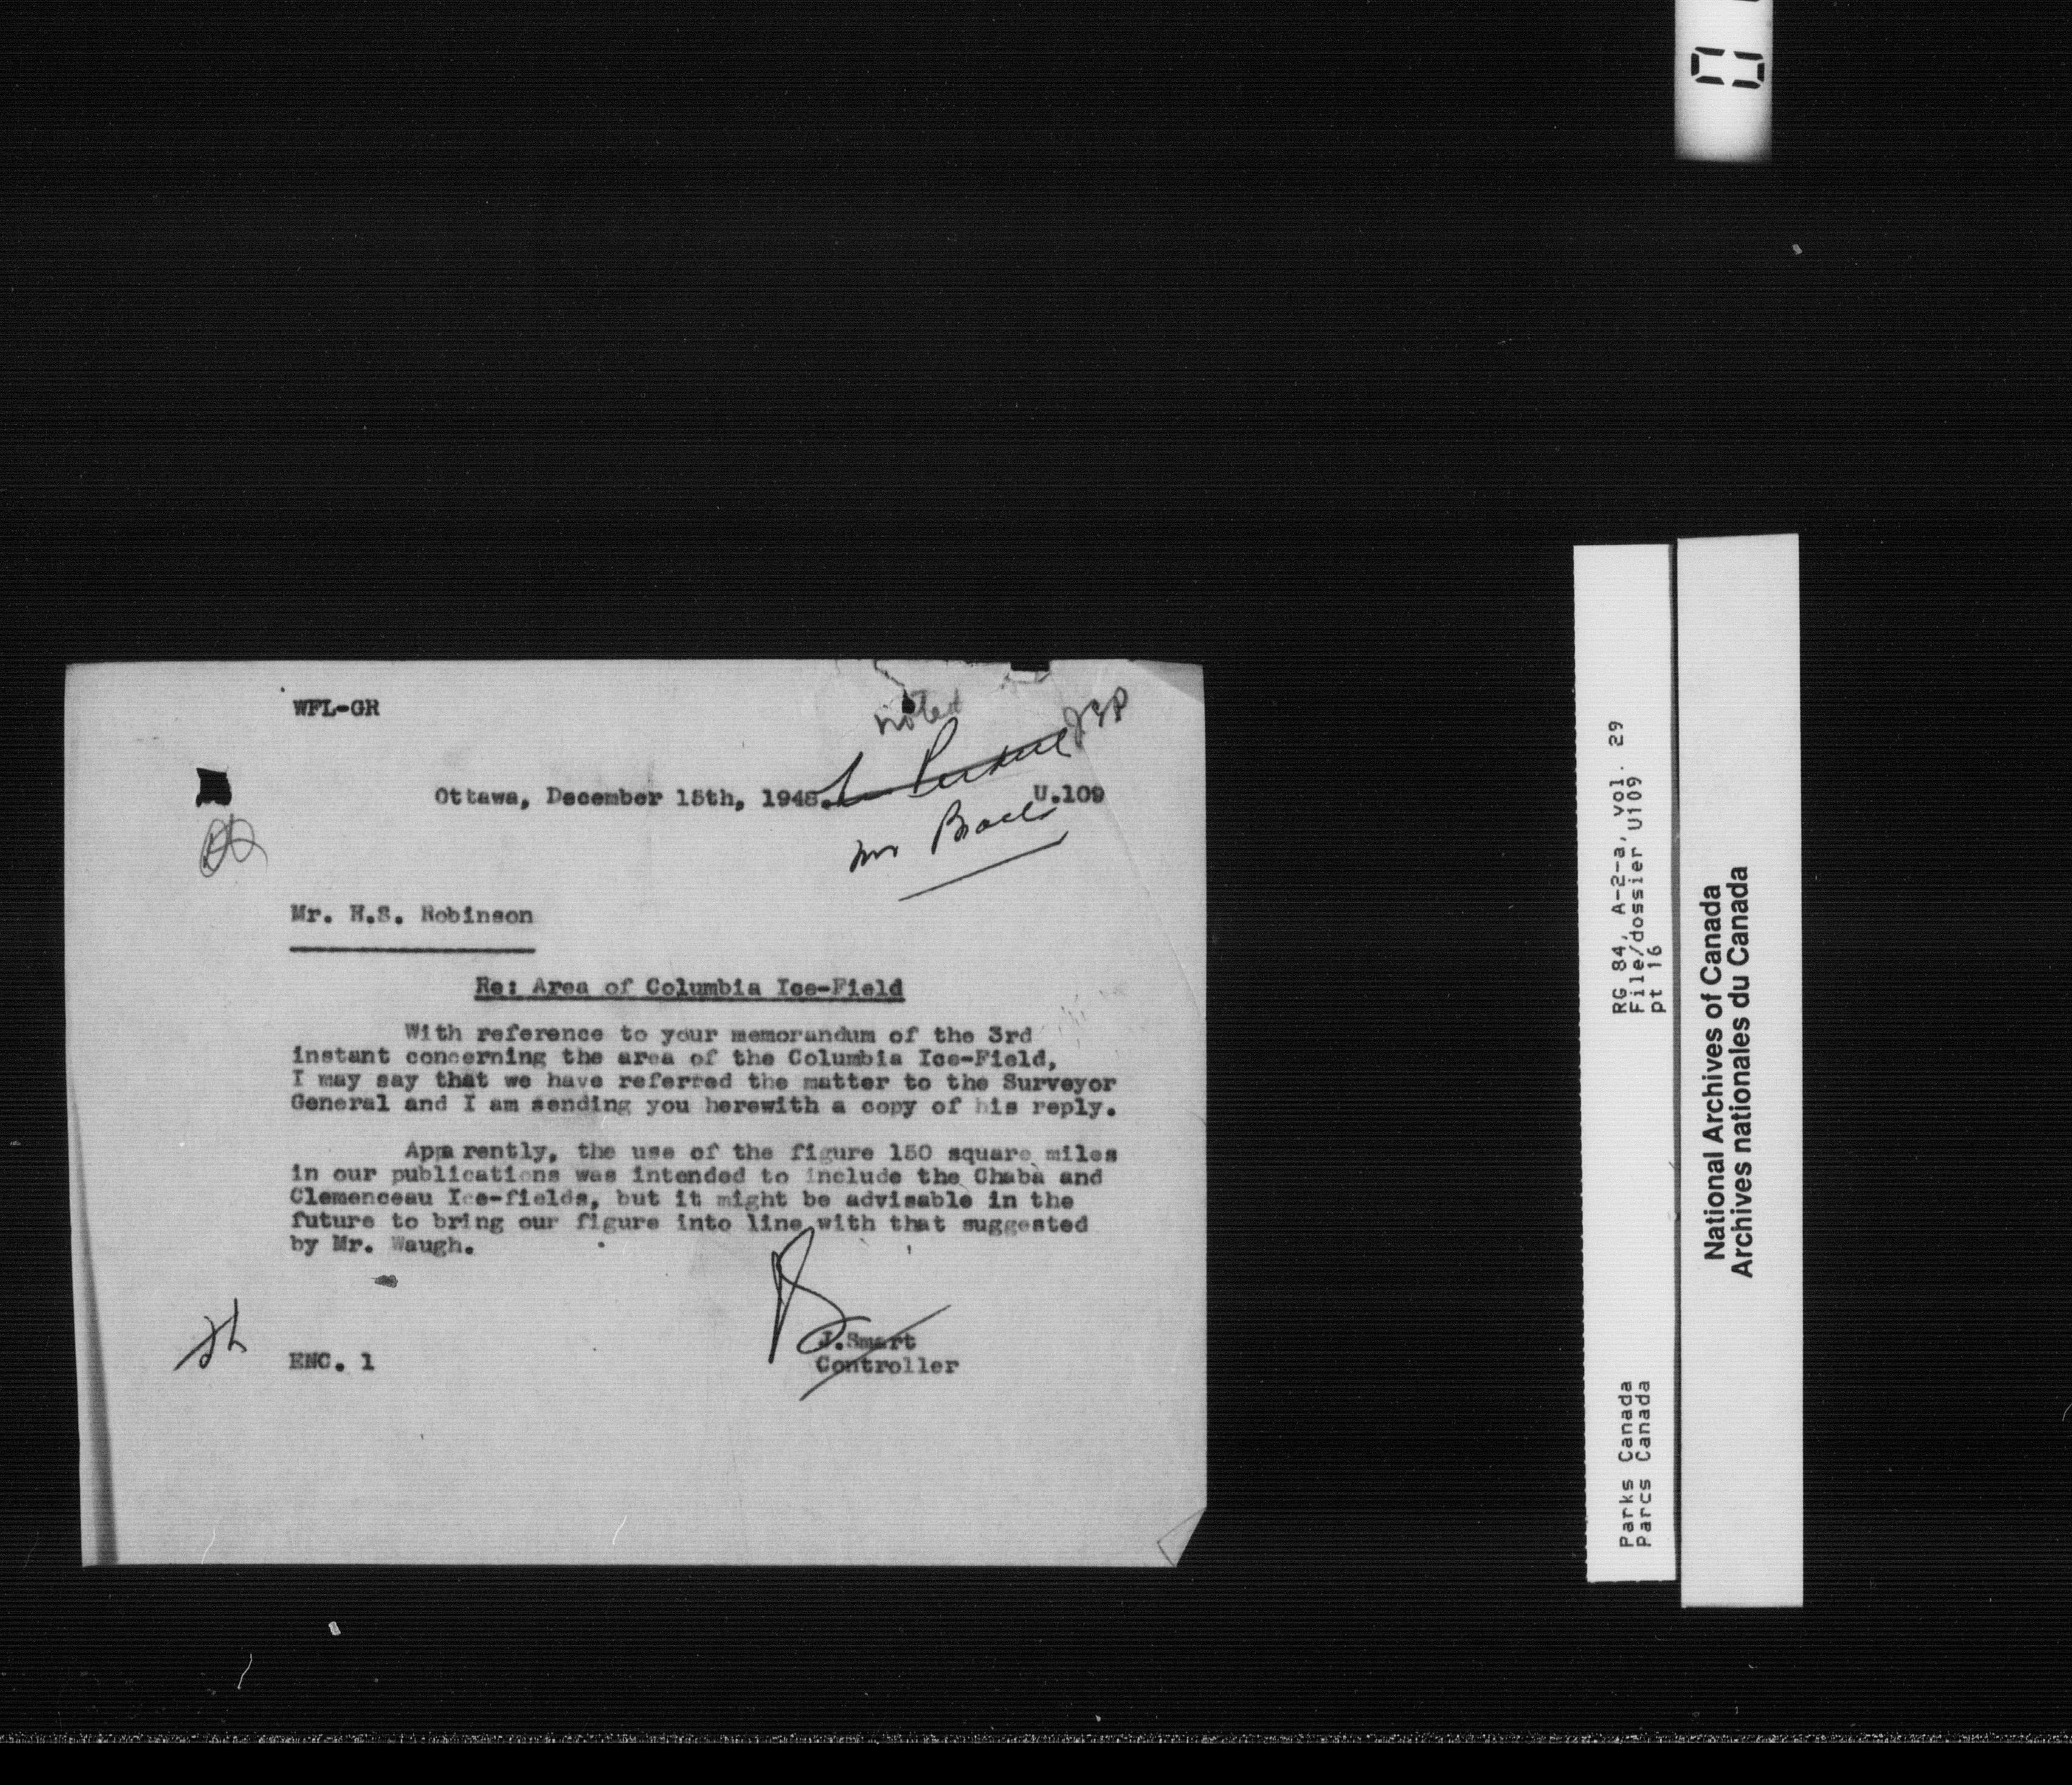 WFL-GR
noted
JSP
Ottawa, December 15th, 1948.
U.109
Mr
Mr. H.S. Robinson
Re: Area of Columbia Ice-Field
With reference to your memorandum of the 3rd
instant concerning the area of the Columbia Ice-Field,
I may say that we have referred the matter to the Surveyor
General and I am sending you herewith a copy of his reply.
Apparently, the use of the figure 150 square miles
in our publications was intended to include the Chaba and
Clemenceau Ice-fields, but it might be advisable in the
future to bring our figure into line with that suggested
by Mr. Waugh.
J.Smart
Controller
ENC. 1
RG 84, A-2-a, vol. 29
File/dossier U109
pt 16
Parks Canada
Parcs Canada
National Archives of Canada
Archives nationales du Canada